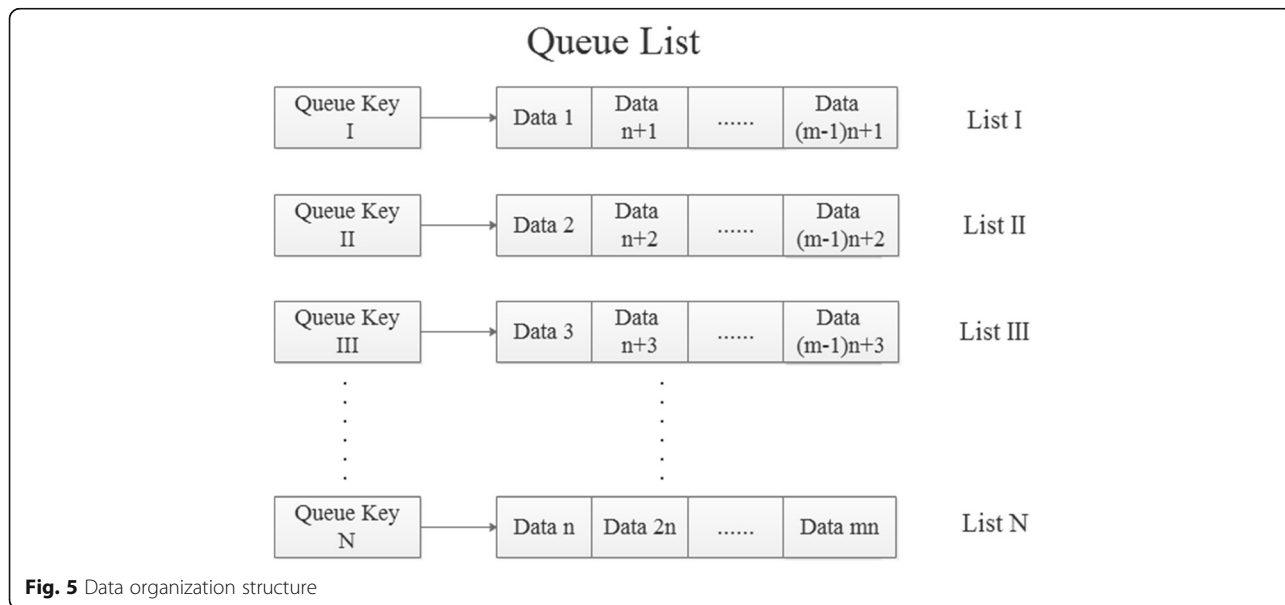 Queue List
Queue Key
I
Data 1
Data
n+1
......
Data
(m-1)n+1
List I
Queue Key
II
Data 2
Data
n+2
......
Data
(m-1)n+2
List II
Queue Key
III
Data 3
Data
n+3
......
Data
(m-1)n+3
List III
Queue Key
N
Data n
Data 2n
......
Data mn
List N
Fig. 5 Data organization structure